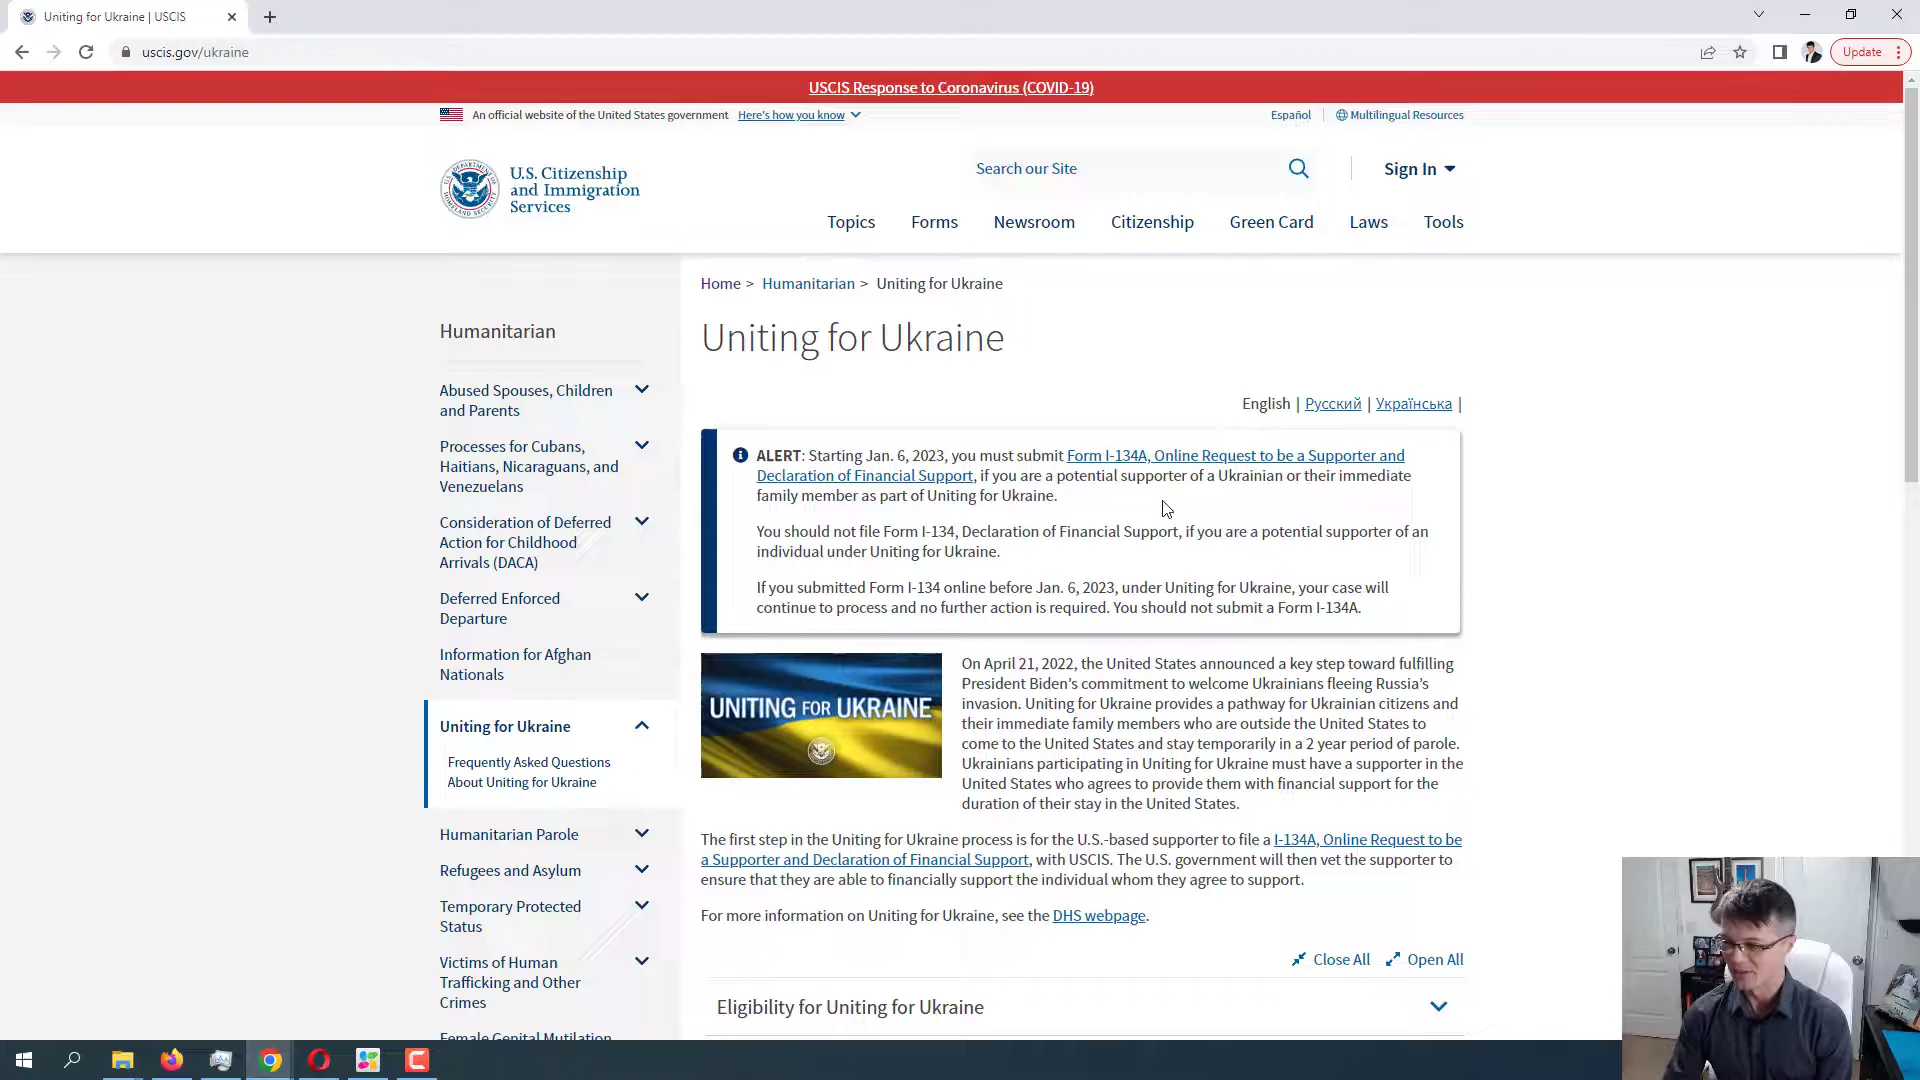 Uniting for Ukraine | USCIS
uscis.gov/ukraine
Update
USCIS Response to Coronavirus (COVID-19)
An official website of the United States government Here's how you know
Español
Multilingual Resources
U.S. Citizenship
and Immigration
Services
Search our Site
Sign In
Topics
Forms
Newsroom
Citizenship
Green Card
Laws
Tools
Home > Humanitarian > Uniting for Ukraine
Humanitarian
Abused Spouses, Children
and Parents
Processes for Cubans,
Haitians, Nicaraguans, and
Venezuelans
Consideration of Deferred
Action for Childhood
Arrivals (DACA)
Deferred Enforced
Departure
Information for Afghan
Nationals
Uniting for Ukraine
Frequently Asked Questions
About Uniting for Ukraine
Humanitarian Parole
Refugees and Asylum
Temporary Protected
Status
Victims of Human
Trafficking and Other
Crimes
Female Genital Mutilation
Uniting for Ukraine
English | Русский | Українська |
ALERT: Starting Jan. 6, 2023, you must submit Form I-134A, Online Request to be a Supporter and
Declaration of Financial Support, if you are a potential supporter of a Ukrainian or their immediate
family member as part of Uniting for Ukraine.
You should not file Form I-134, Declaration of Financial Support, if you are a potential supporter of an
individual under Uniting for Ukraine.
If you submitted Form I-134 online before Jan. 6, 2023, under Uniting for Ukraine, your case will
continue to process and no further action is required. You should not submit a Form I-134A.
UNITING FOR UKRAINE
On April 21, 2022, the United States announced a key step toward fulfilling
President Biden's commitment to welcome Ukrainians fleeing Russia's
invasion. Uniting for Ukraine provides a pathway for Ukrainian citizens and
their immediate family members who are outside the United States to
come to the United States and stay temporarily in a 2 year period of parole.
Ukrainians participating in Uniting for Ukraine must have a supporter in the
United States who agrees to provide them with financial support for the
duration of their stay in the United States.
The first step in the Uniting for Ukraine process is for the U.S.-based supporter to file a I-134A, Online Request to be
a Supporter and Declaration of Financial Support, with USCIS. The U.S. government will then vet the supporter to
ensure that they are able to financially support the individual whom they agree to support.
For more information on Uniting for Ukraine, see the DHS webpage.
Close All
Open All
Eligibility for Uniting for Ukraine